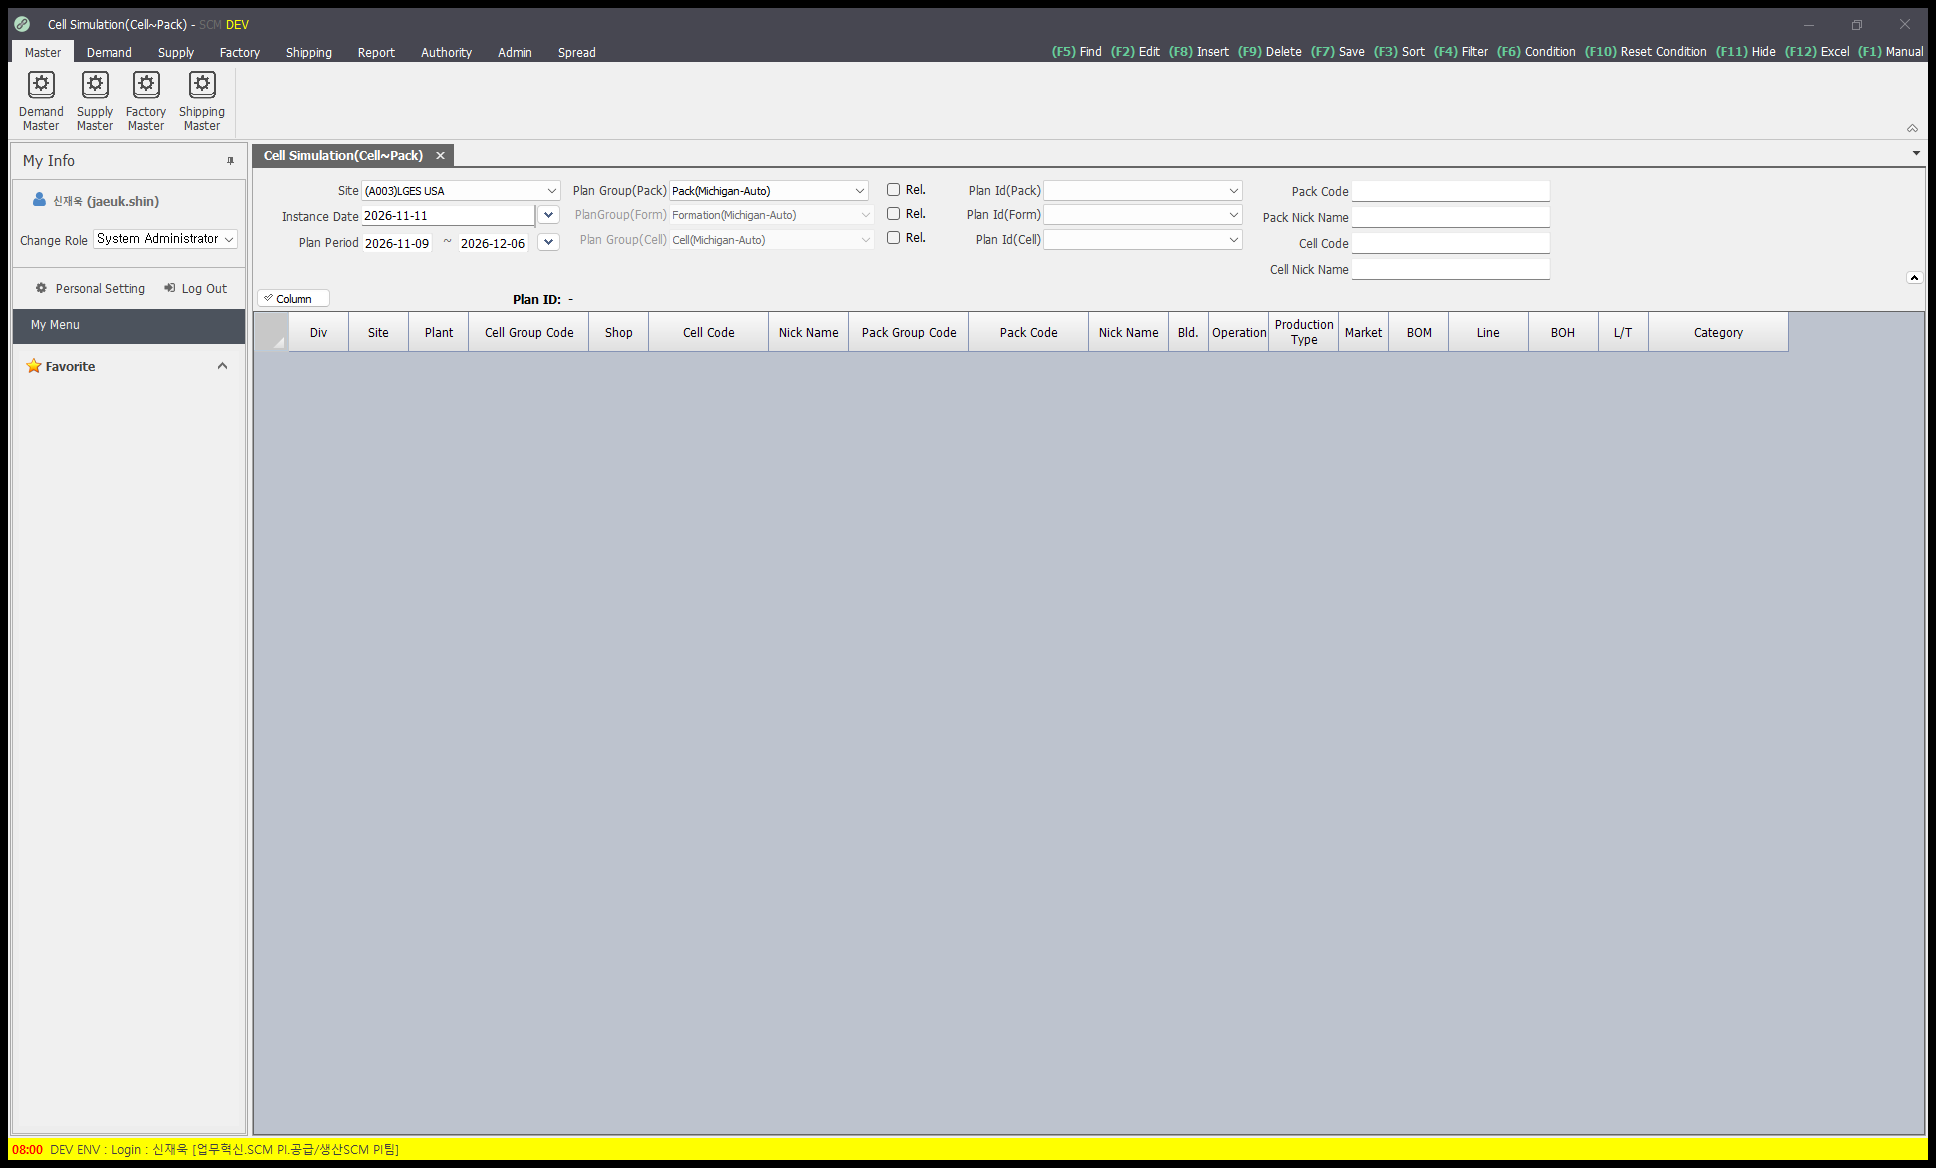 Cell Simulation(Cell~Pack) - SCM DEV
Master Demand Supply Factory Shipping Report Authority Admin Spread (F5) Find (F2) Edit (F8) Insert (F9) Delete (F7) Save (F3) Sort (F4) Filter (F6) Condition (F10) Reset Condition (F11) Hide (F12) Excel (F1) Manual
Demand Master
Supply Master
Factory Master
Shipping Master
My Info
신재욱 (jaeuk.shin)
Change Role System Administrator
Personal Setting Log Out
My Menu
Favorite
Cell Simulation(Cell~Pack)
Site (A003)LGES USA Plan Group(Pack) Pack(Michigan-Auto) Rel. Plan Id(Pack) Pack Code
Instance Date 2026-11-11 PlanGroup(Form) Formation(Michigan-Auto) Rel. Plan Id(Form) Pack Nick Name
Plan Period 2026-11-09 ~ 2026-12-06 Plan Group(Cell) Cell(Michigan-Auto) Rel. Plan Id(Cell) Cell Code
Cell Nick Name
Column Plan ID: -
Div Site Plant Cell Group Code Shop Cell Code Nick Name Pack Group Code Pack Code Nick Name Bld. Operation Production Type Market BOM Line BOH L/T Category
08:00 DEV ENV : Login : 신재욱 [업무혁신.SCM PI.공급/생산SCM PI팀]